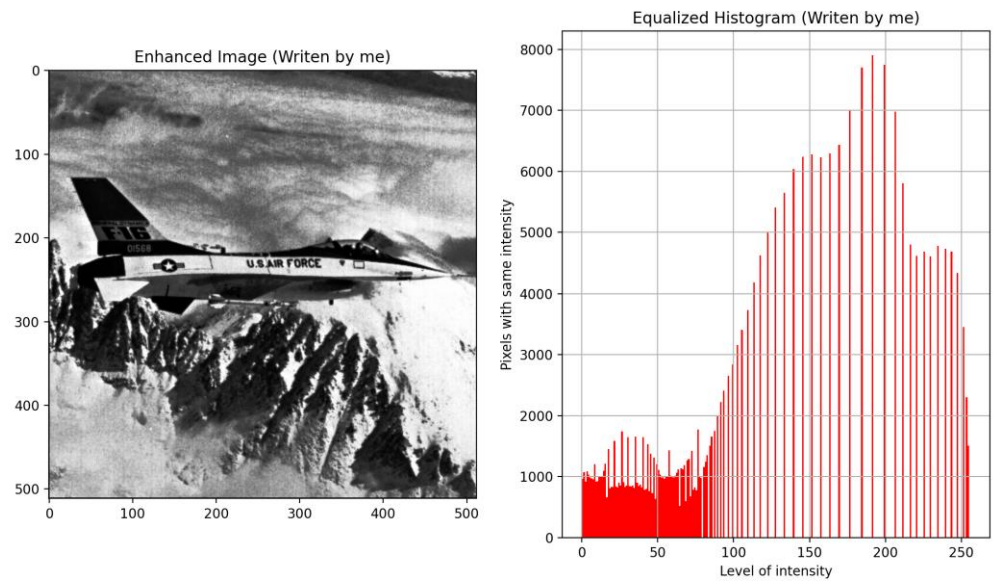 Enhanced Image (Writen by me)
0
100
200
300
400
500
0 100 200 300 400 500
F16
01568
U.S.AIR FORCE
Equalized Histogram (Writen by me)
Pixels with same intensity
8000
7000
6000
5000
4000
3000
2000
1000
0
0 50 100 150 200 250
Level of intensity